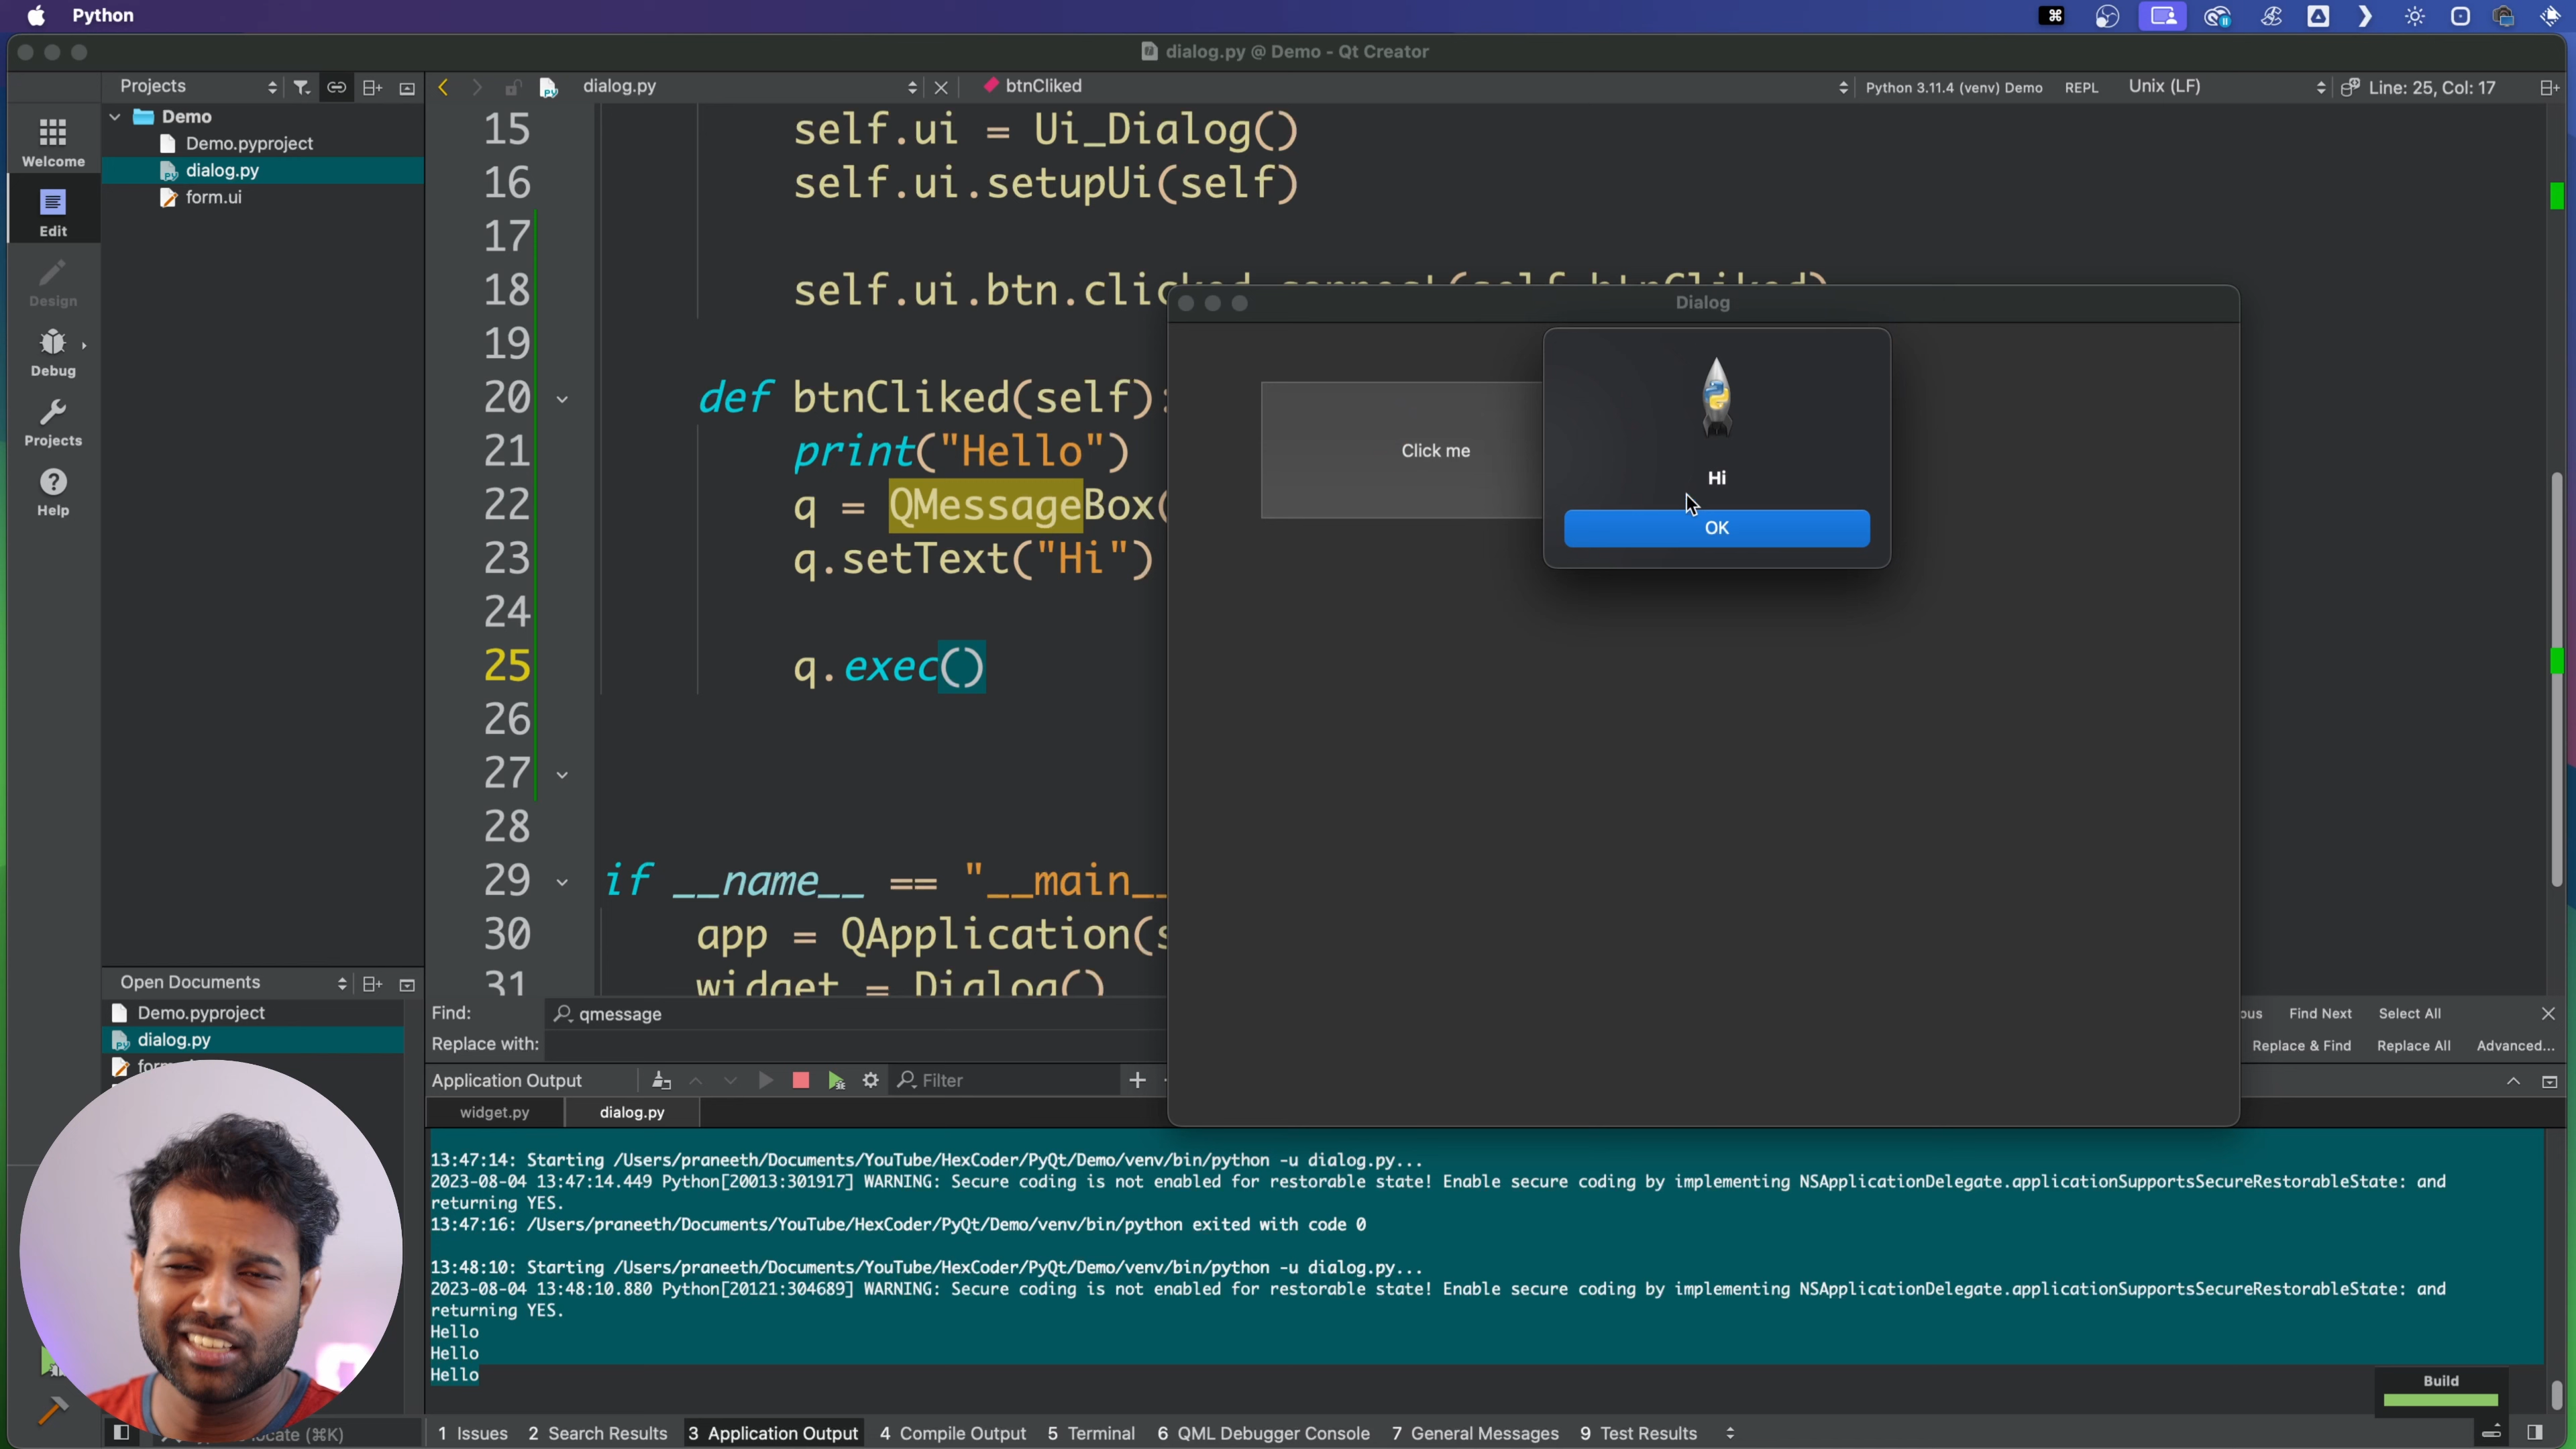 Python
dialog.py @ Demo - Qt Creator
Projects
dialog.py
btnCliked
Python 3.11.4 (venv) Demo
REPL
Unix (LF)
Line: 25, Col: 17
Welcome
Edit
Design
Debug
Projects
Help
Demo
Demo.pyproject
dialog.py
form.ui
15 self.ui = Ui_Dialog()
16 self.ui.setupUi(self)
17
18 self.ui.btn.clicked.connect(self.btnCliked)
19
20 def btnCliked(self):
21 print("Hello")
22 q = QMessageBox(
23 q.setText("Hi")
24
25 q.exec()
26
27
28
29 if __name__ == "__main__
30 app = QApplication(s
31 widget = Dialog()
Dialog
Click me
Hi
OK
Open Documents
Demo.pyproject
dialog.py
Find: qmessage
Replace with:
Find Next
Select All
Replace & Find
Replace All
Advanced...
Application Output
Filter
widget.py
dialog.py
13:47:14: Starting /Users/praneeth/Documents/YouTube/HexCoder/PyQt/Demo/venv/bin/python -u dialog.py...
2023-08-04 13:47:14.449 Python[20013:301917] WARNING: Secure coding is not enabled for restorable state! Enable secure coding by implementing NSApplicationDelegate.applicationSupportsSecureRestorableState: and
returning YES.
13:47:16: /Users/praneeth/Documents/YouTube/HexCoder/PyQt/Demo/venv/bin/python exited with code 0
13:48:10: Starting /Users/praneeth/Documents/YouTube/HexCoder/PyQt/Demo/venv/bin/python -u dialog.py...
2023-08-04 13:48:10.880 Python[20121:304689] WARNING: Secure coding is not enabled for restorable state! Enable secure coding by implementing NSApplicationDelegate.applicationSupportsSecureRestorableState: and
returning YES.
Hello
Hello
Hello
Build
(⌘K)
1 Issues
2 Search Results
3 Application Output
4 Compile Output
5 Terminal
6 QML Debugger Console
7 General Messages
9 Test Results